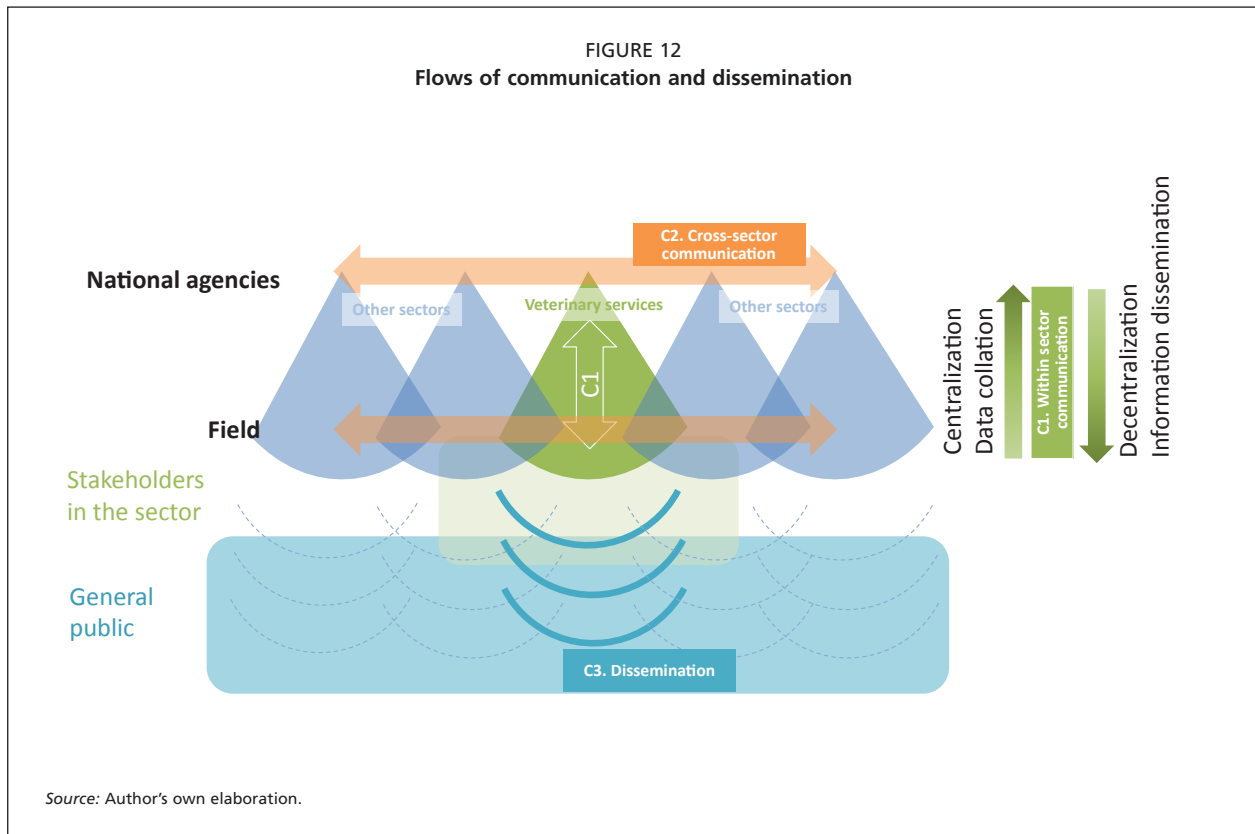 FIGURE 12
Flows of communication and dissemination
C2. Cross-sector
communication
National agencies
Other sectors
Veterinary services
Other sectors
C1
Field
Centralization
Data collation
C1. Within sector
communication
Decentralization
Information dissemination
Stakeholders
in the sector
General
public
C3. Dissemination
Source: Author's own elaboration.